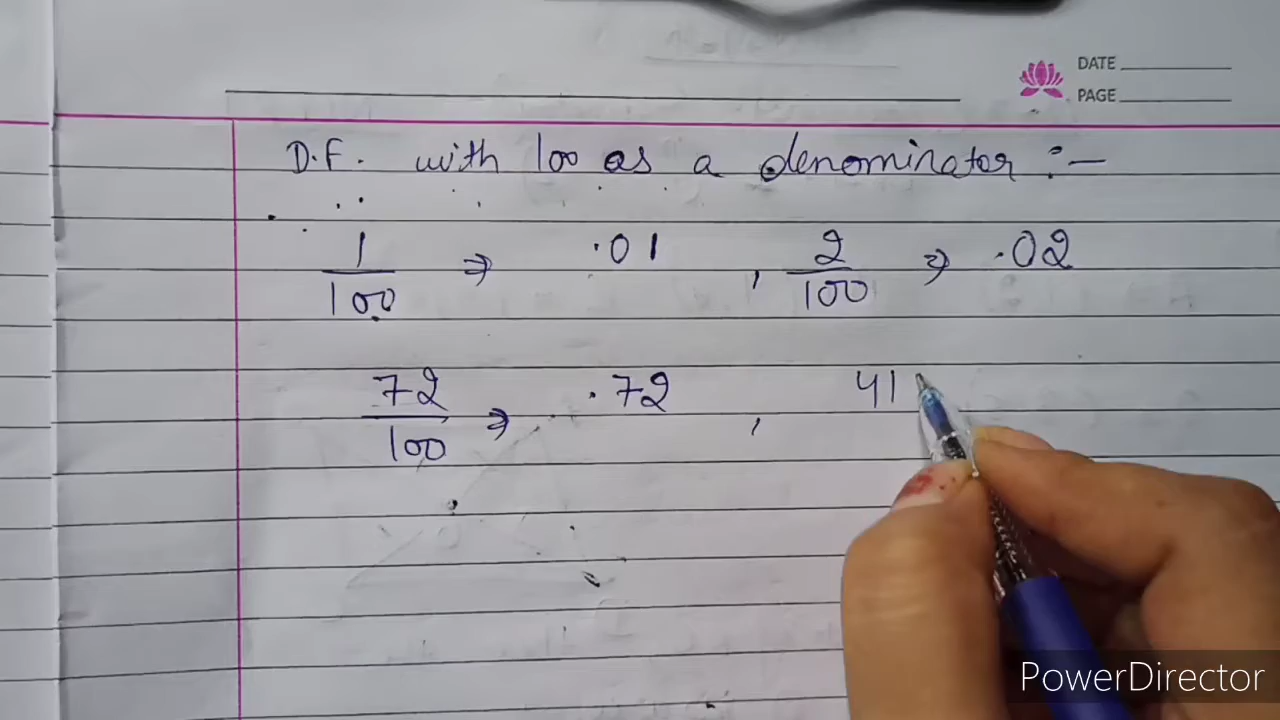 DATE
PAGE
D.F. with 100 as a denominator :-
1/100 ⇒ .01 , 2/100 ⇒ .02
72/100 ⇒ .72 , 41
PowerDirector